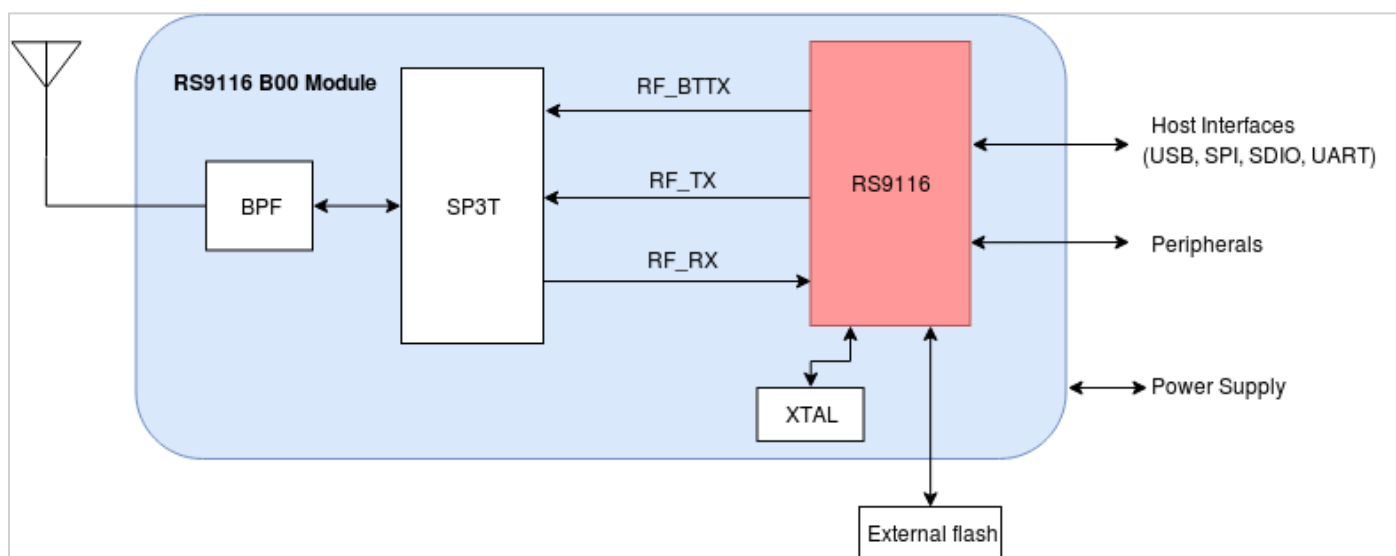 RS9116 B00 Module
RF_BTTX
RF_TX
RF_RX
BPF
SP3T
RS9116
XTAL
External flash
Host Interfaces
(USB, SPI, SDIO, UART)
Peripherals
Power Supply